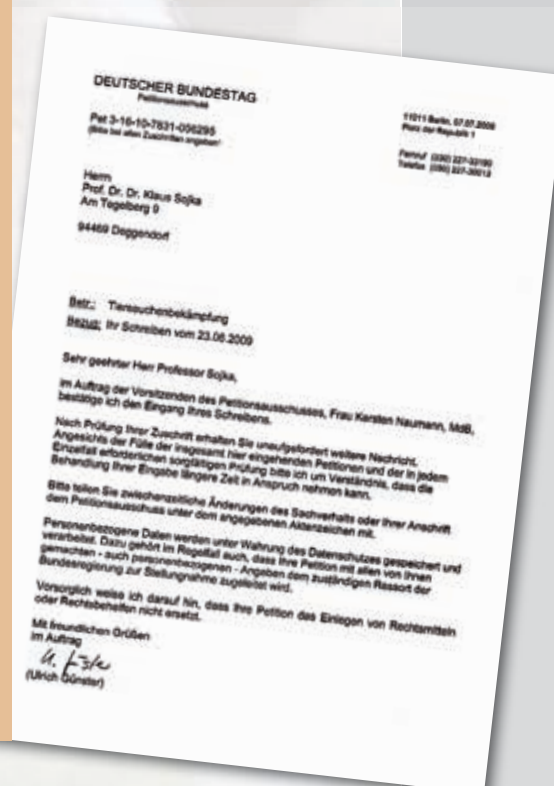 DEUTSCHER BUNDESTAG
Petitionsausschuss
Pet 3-16-10-7831-056295
(Bitte bei allen Zuschriften angeben)
11011 Berlin, 07.07.2009
Platz der Republik 1
Fernruf (030) 227-
Telefax (030) 227-
Herrn
Prof. Dr. Dr. Klaus Sojka
Am Tegelberg 9
94469 Deggendorf
Betr.: Tierseuchenbekämpfung
Bezug: Ihr Schreiben vom 23.06.2009
Sehr geehrter Herr Professor Sojka,
im Auftrag der Vorsitzenden des Petitionsausschusses, Frau Kersten Naumann, MdB,
bestätige ich den Eingang Ihres Schreibens.
Nach Prüfung Ihrer Zuschrift erhalten Sie unaufgefordert weitere Nachricht.
Angesichts der Fülle der insgesamt hier eingehenden Petitionen und der in jedem
Einzelfall erforderlichen sorgfältigen Prüfung bitte ich um Verständnis, dass die
Behandlung Ihrer Eingabe längere Zeit in Anspruch nehmen kann.
Bitte teilen Sie zwischenzeitliche Änderungen des Sachverhalts oder Ihrer Anschrift
dem Petitionsausschuss unter dem angegebenen Aktenzeichen mit.
Personenbezogene Daten werden unter Wahrung des Datenschutzes gespeichert und
verarbeitet. Dazu gehört im Regelfall auch, dass Ihre Petition mit allen von Ihnen
gemachten - auch personenbezogenen - Angaben dem zuständigen Ressort der
Bundesregierung zur Stellungnahme zugeleitet wird.
Vorsorglich weise ich darauf hin, dass Ihre Petition das Einlegen von Rechtsmitteln
oder Rechtsbehelfen nicht ersetzt.
Mit freundlichen Grüßen
im Auftrag
(Ulrich Günster)